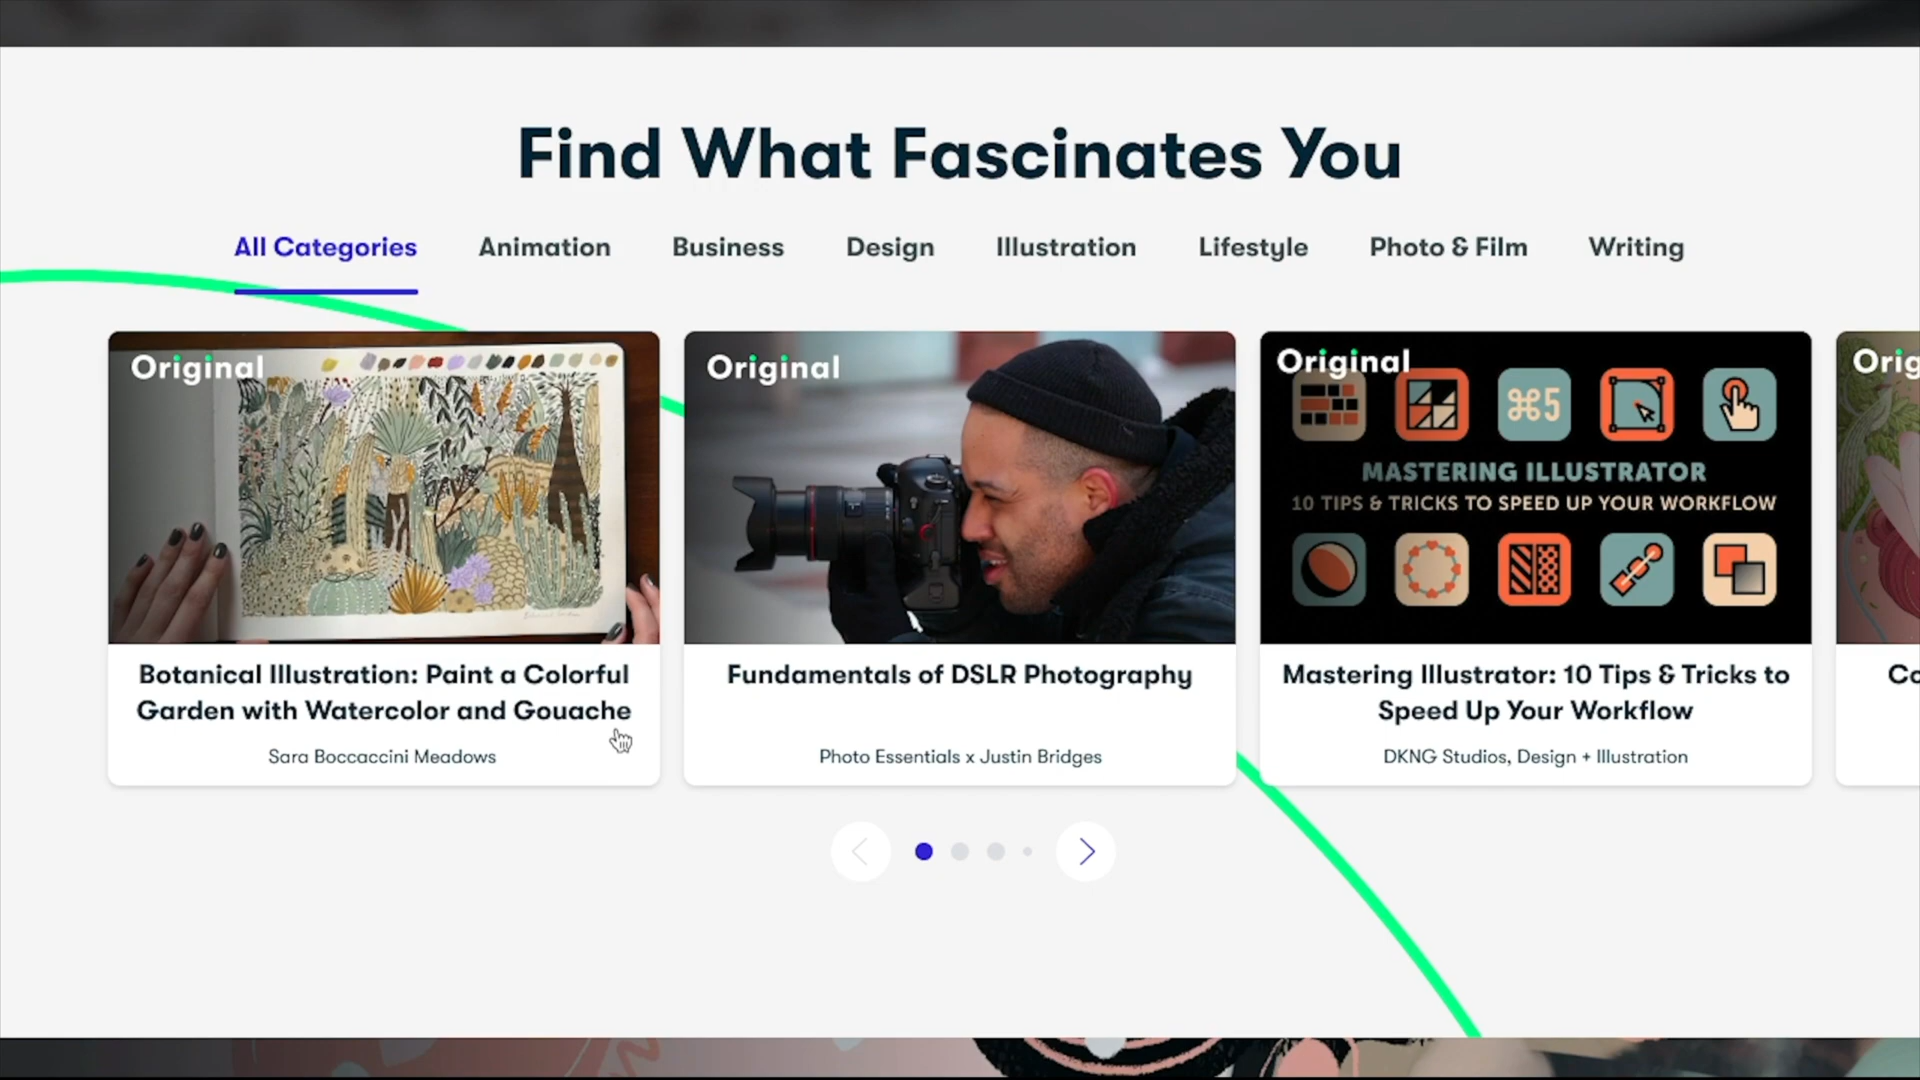 Find What Fascinates You
All Categories Animation Business Design Illustration Lifestyle Photo & Film Writing
Original
Botanical Illustration: Paint a Colorful
Garden with Watercolor and Gouache
Sara Boccaccini Meadows
Original
Fundamentals of DSLR Photography
Photo Essentials x Justin Bridges
Original
⌘5
MASTERING ILLUSTRATOR
10 TIPS & TRICKS TO SPEED UP YOUR WORKFLOW
Mastering Illustrator: 10 Tips & Tricks to
Speed Up Your Workflow
DKNG Studios, Design + Illustration
Orig
Co